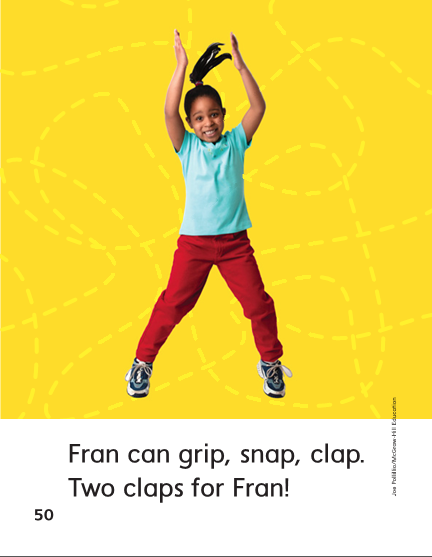 Fran can grip, snap, clap.
Two claps for Fran!
50
Joe Polillio/McGraw-Hill Education